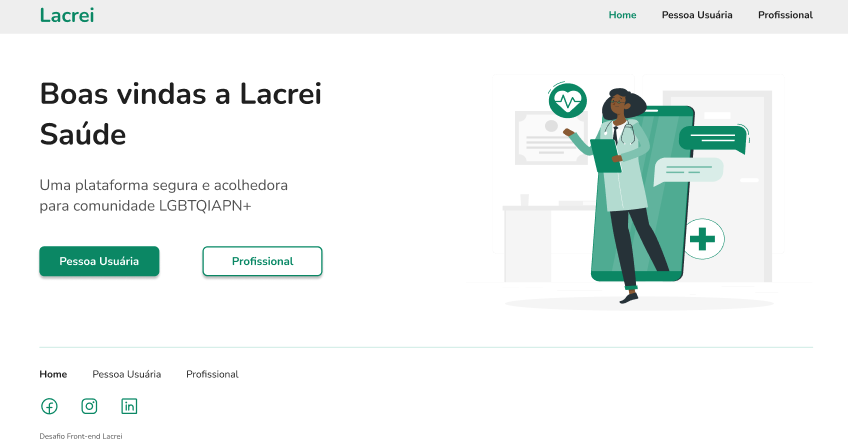 Lacrei
Home Pessoa Usuária Profissional
Boas vindas a Lacrei
Saúde
Uma plataforma segura e acolhedora
para comunidade LGBTQIAPN+
Pessoa Usuária Profissional
Home Pessoa Usuária Profissional
Desafio Front-end Lacrei